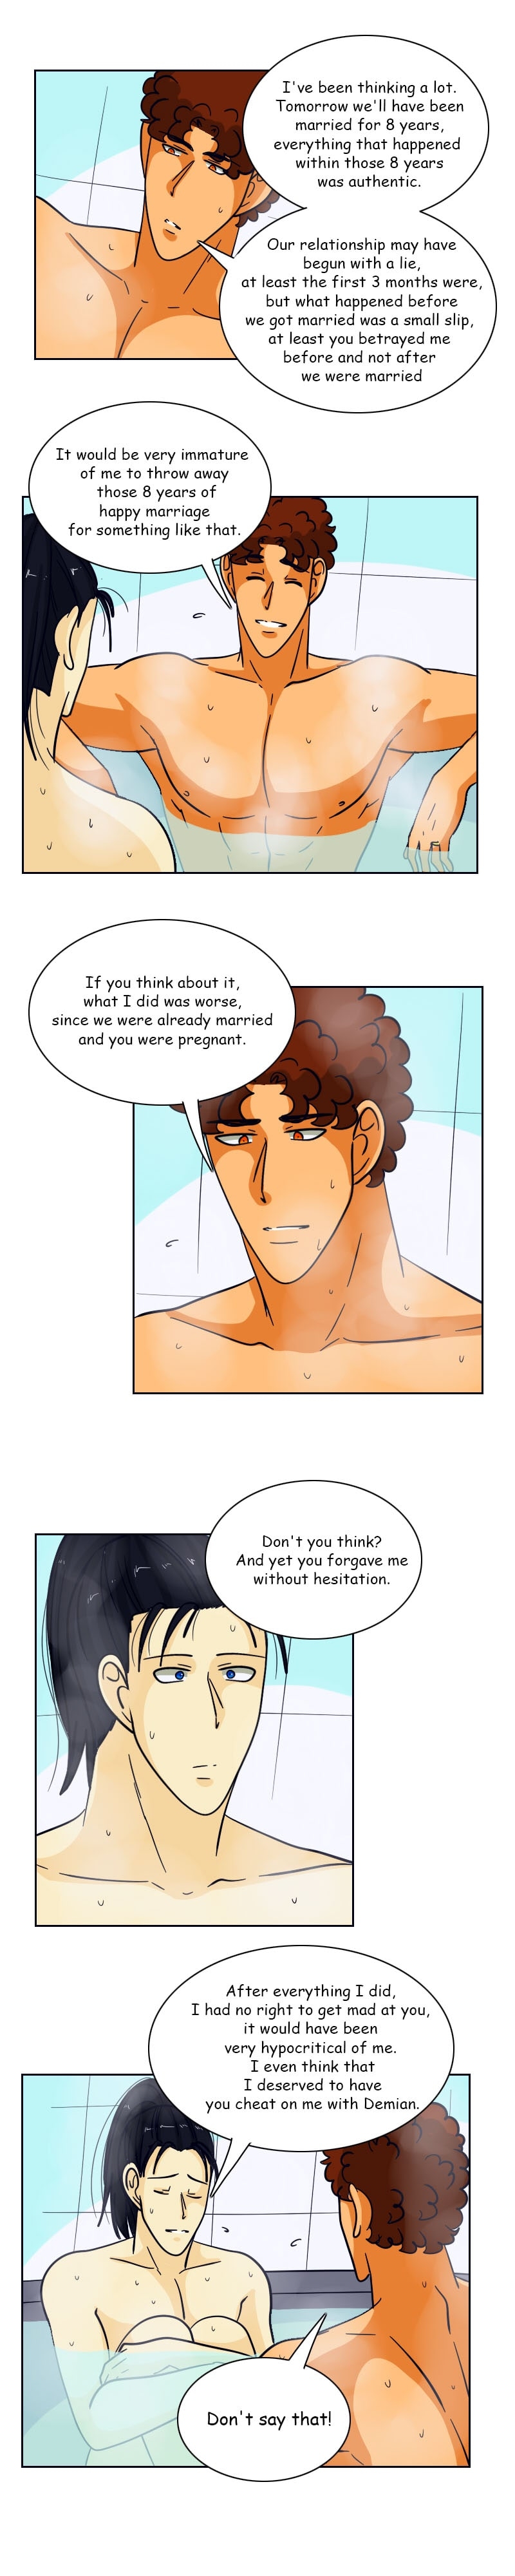 I've been thinking a lot.
Tomorrow we'll have been
married for 8 years,
everything that happened
within those 8 years
was authentic.
Our relationship may have
begun with a lie,
at least the first 3 months were,
but what happened before
we got married was a small slip,
at least you betrayed me
before and not after
we were married
It would be very immature
of me to throw away
those 8 years of
happy marriage
for something like that.
If you think about it,
what I did was worse,
since we were already married
and you were pregnant.
Don't you think?
And yet you forgave me
without hesitation.
After everything I did,
I had no right to get mad at you,
it would have been
very hypocritical of me.
I even think that
I deserved to have
you cheat on me with Demian.
Don't say that!